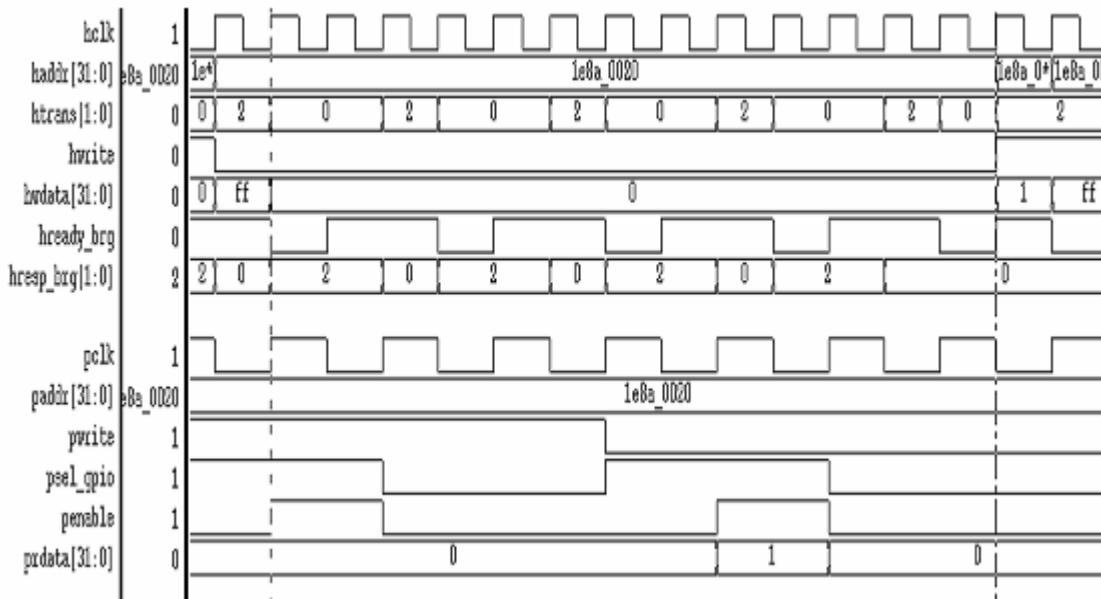 hclk 1
haddr[31:0] e8a_0020 1e* 1e8a_0020 1e8a_0* 1e8a_0
htrans[1:0] 0 0 2 0 2 0 2 0 2 0 2 0 2
hwrite 0
hwdata[31:0] 0 0 ff 0 1 ff
hready_brg 0
hresp_brg[1:0] 2 2 0 2 0 2 0 2 0 2 0
pclk 1
paddr[31:0] e8a_0020 1e8a_0020
pwrite 1
psel_gpio 1
penable 1
prdata[31:0] 0 0 1 0